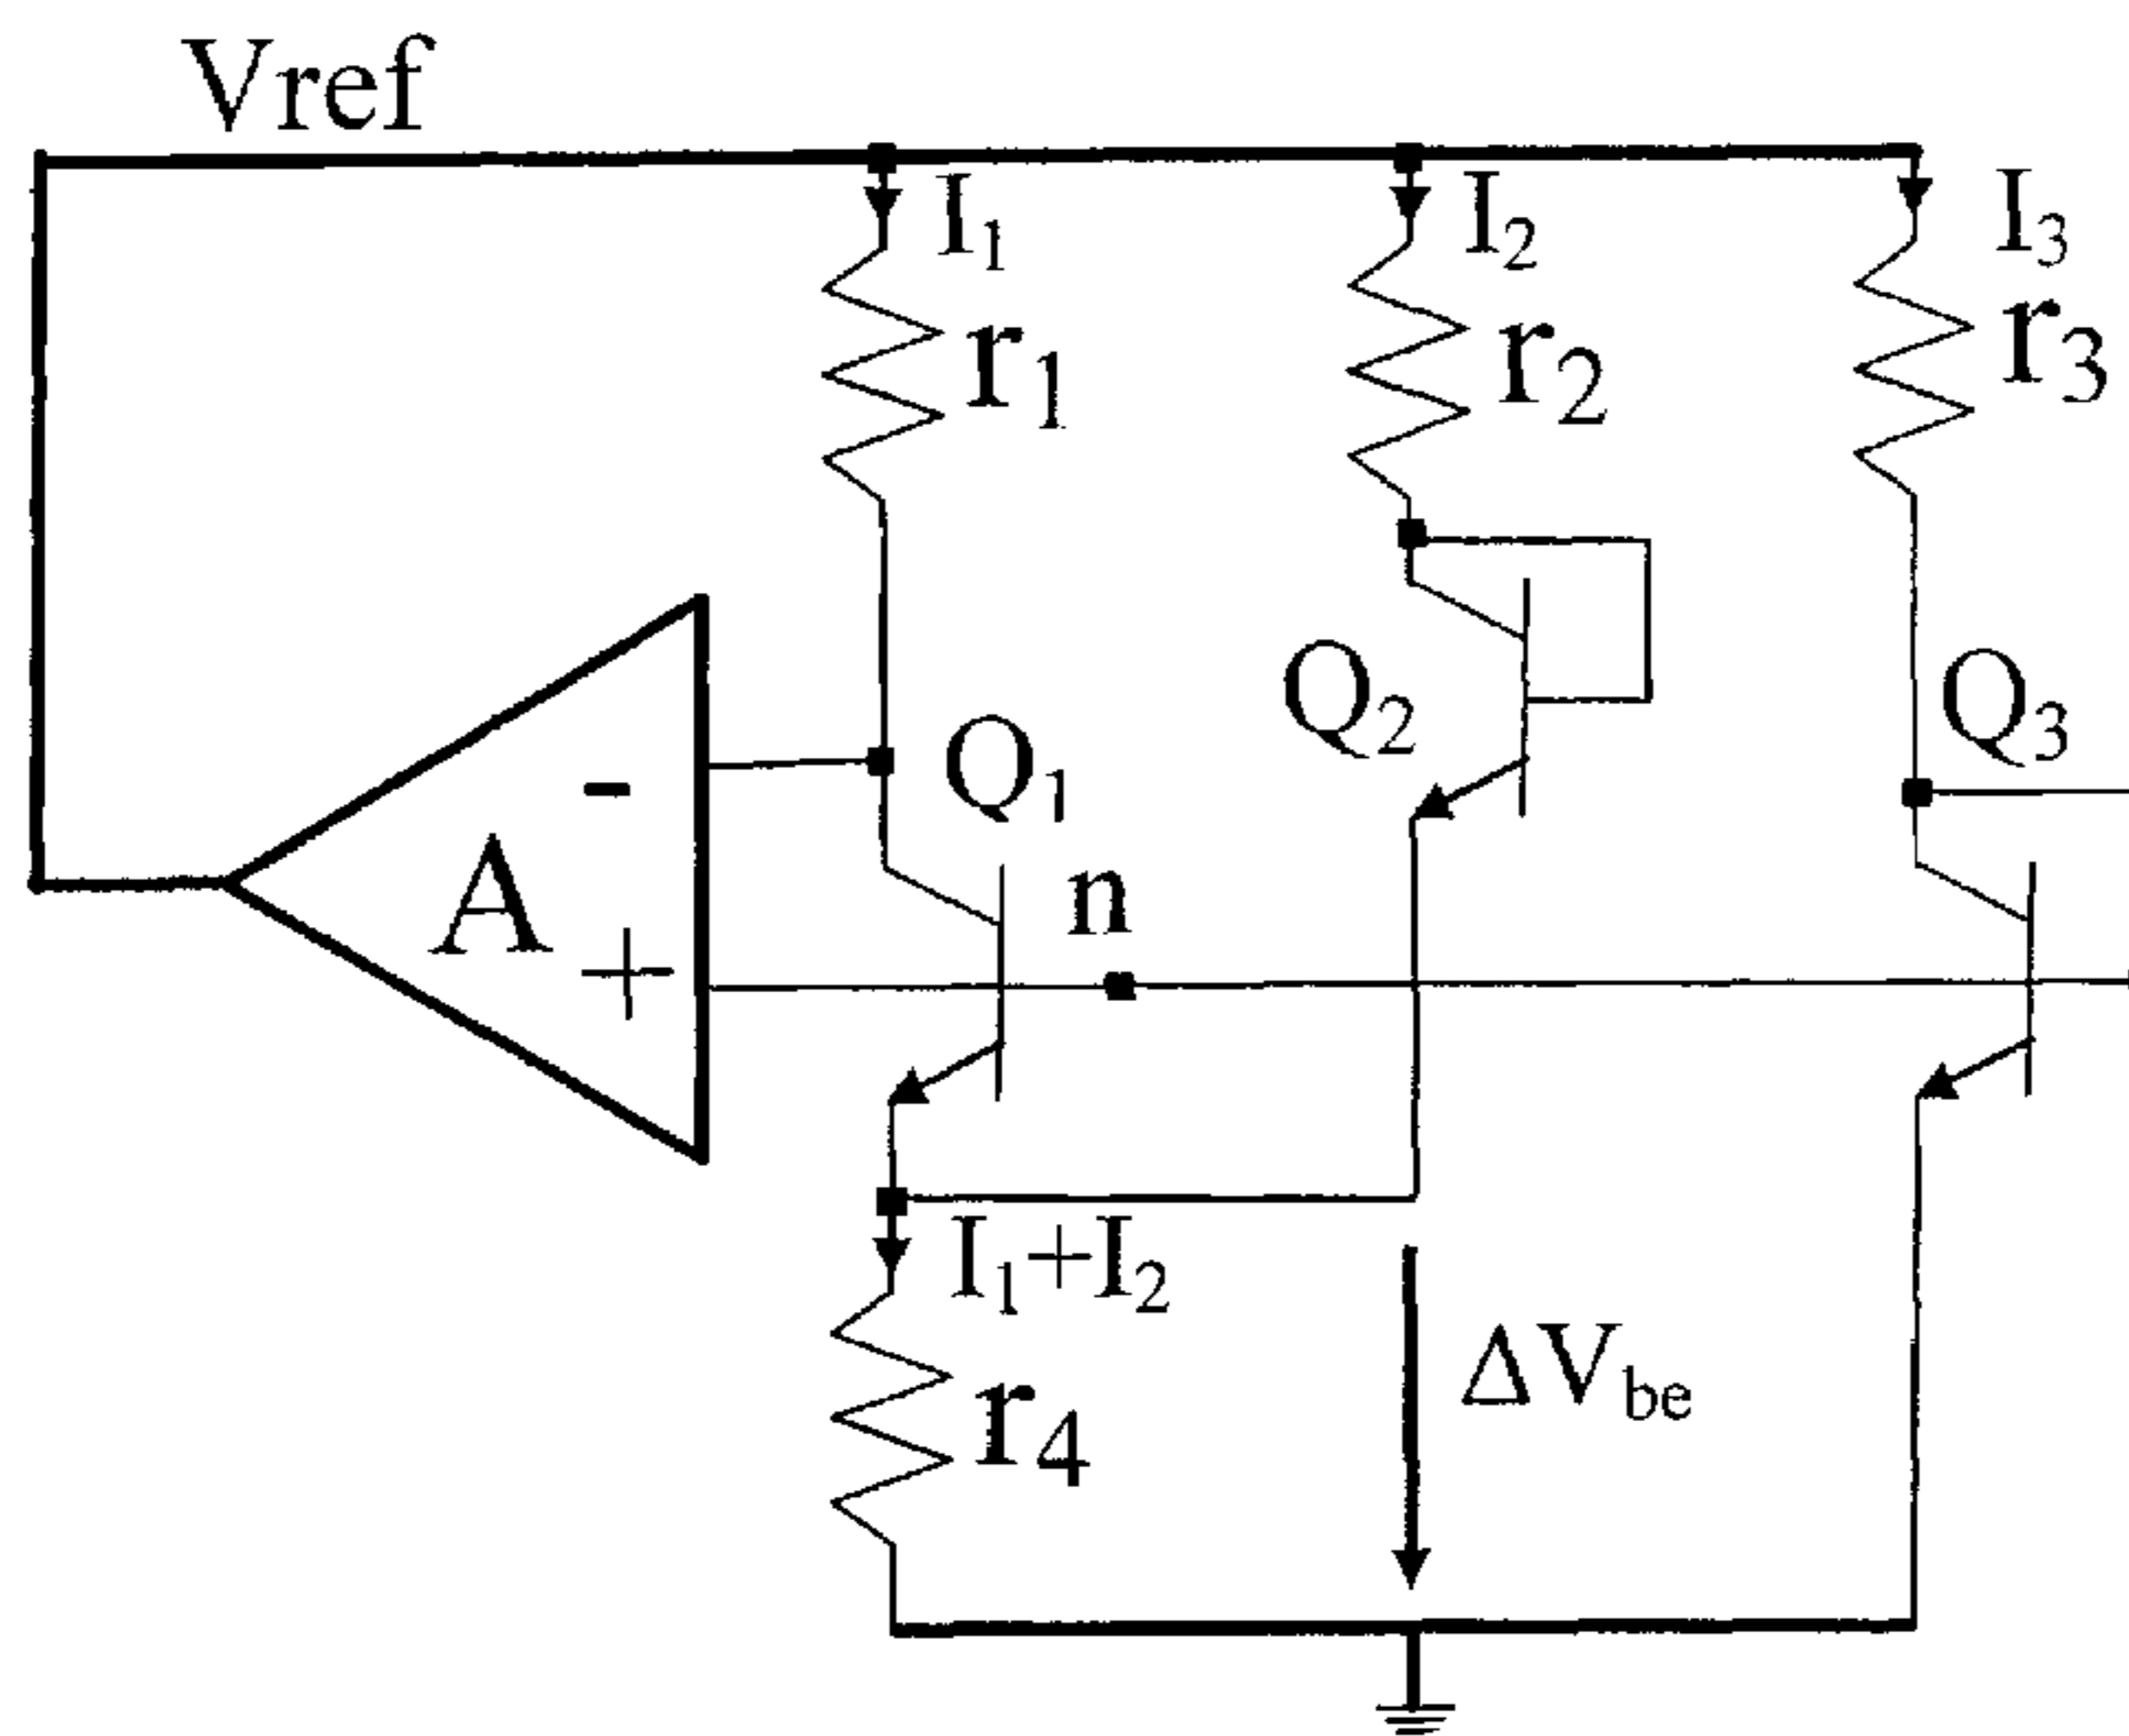 Vref
I₁
I₂
I₃
r₁
r₂
r₃
Q₁
Q₂
Q₃
-
A
+
n
I₁+I₂
r₄
ΔVbe